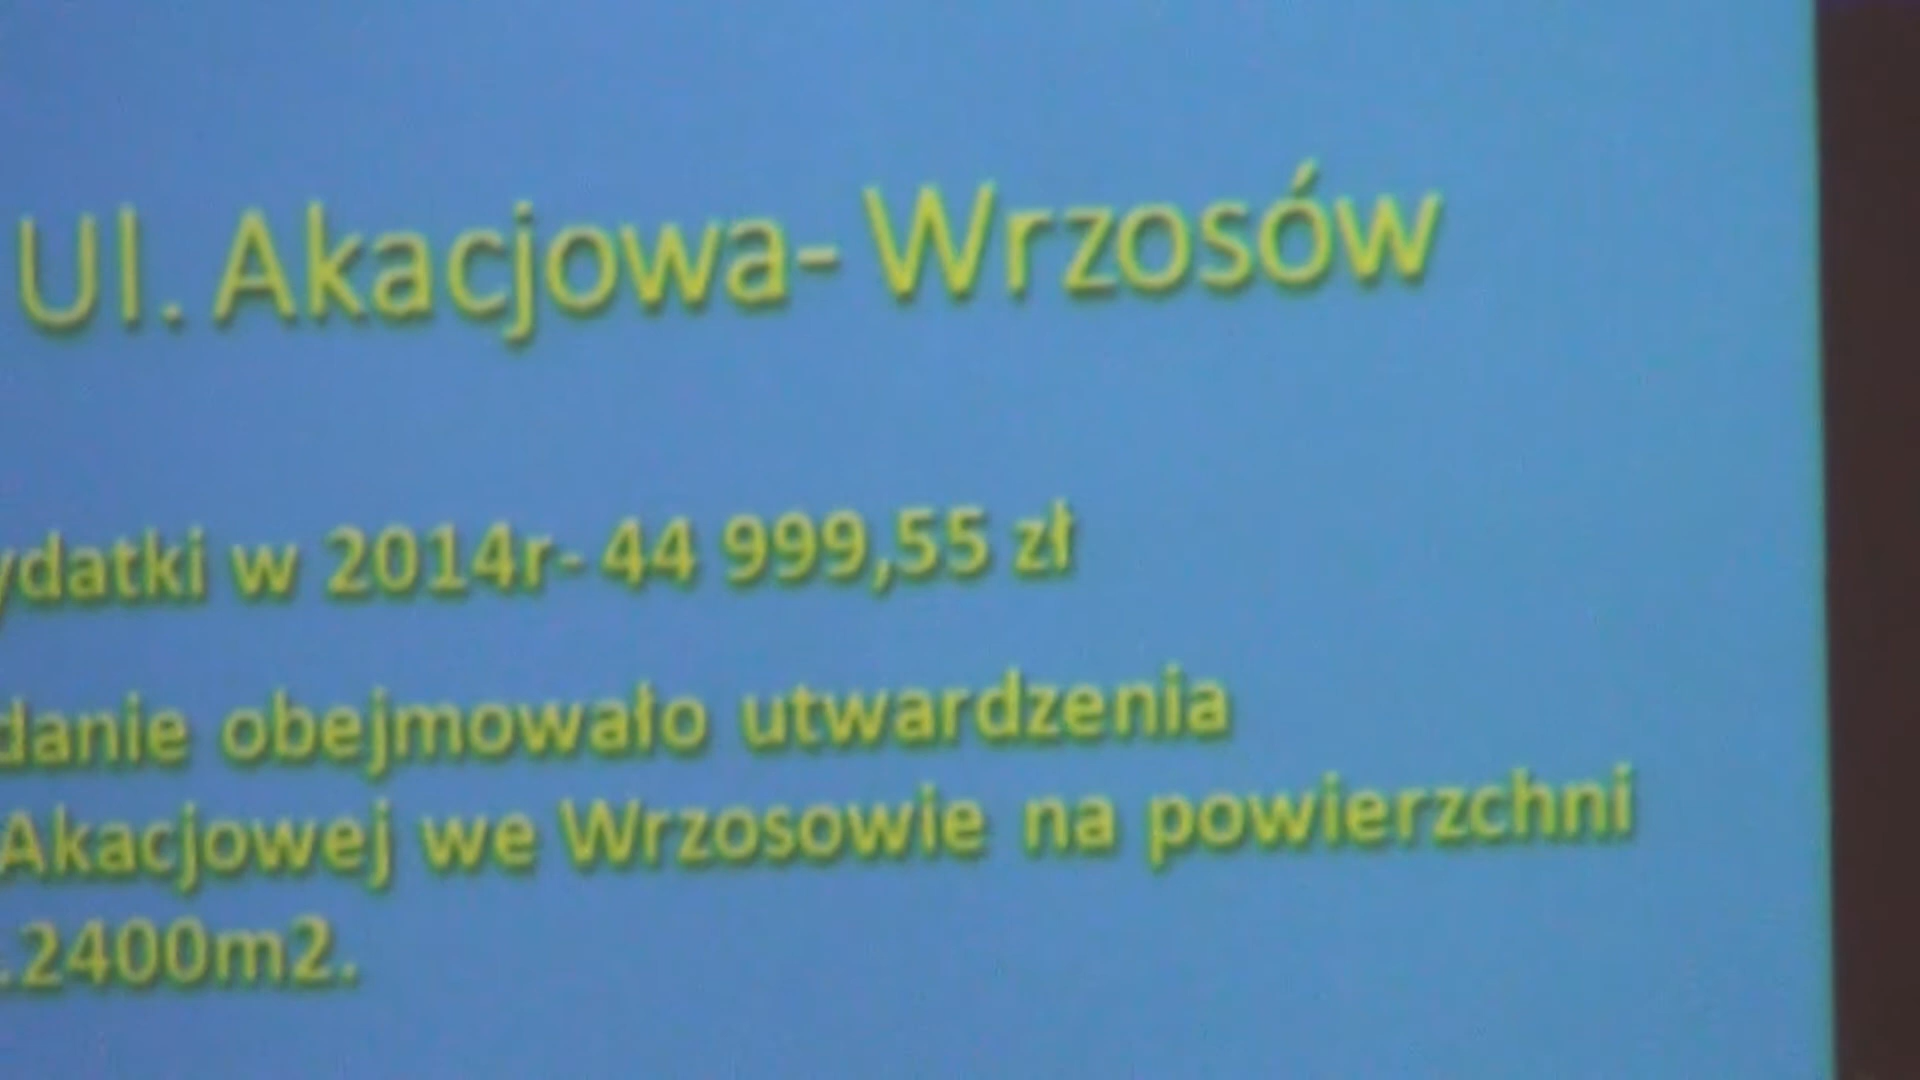 Ul. Akacjowa- Wrzosów
ydatki w 2014r- 44 999,55 zł
danie obejmowało utwardzenia
Akacjowej we Wrzosowie na powierzchni
.2400m2.